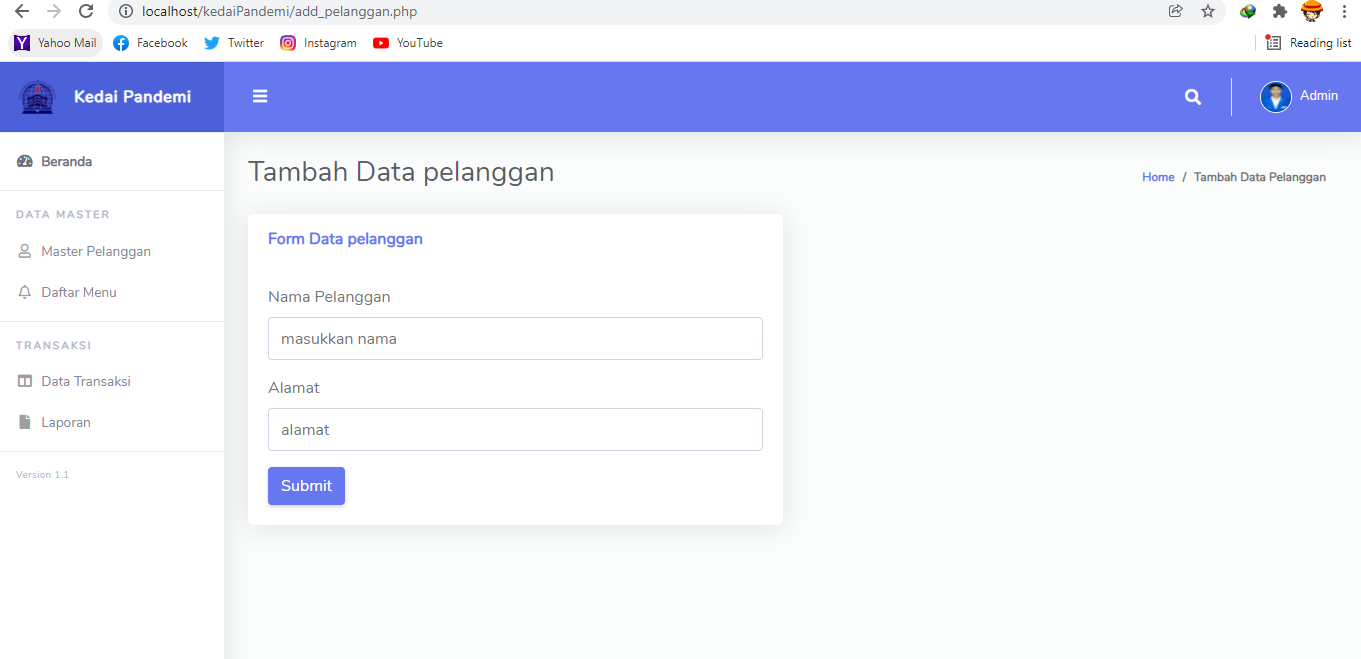 localhost/kedaiPandemi/add_pelanggan.php
Yahoo Mail Facebook Twitter Instagram YouTube Reading list
Kedai Pandemi Admin
Beranda
Tambah Data pelanggan
Home / Tambah Data Pelanggan
DATA MASTER
Master Pelanggan
Daftar Menu
TRANSAKSI
Data Transaksi
Laporan
Version 1.1
Form Data pelanggan
Nama Pelanggan
masukkan nama
Alamat
alamat
Submit